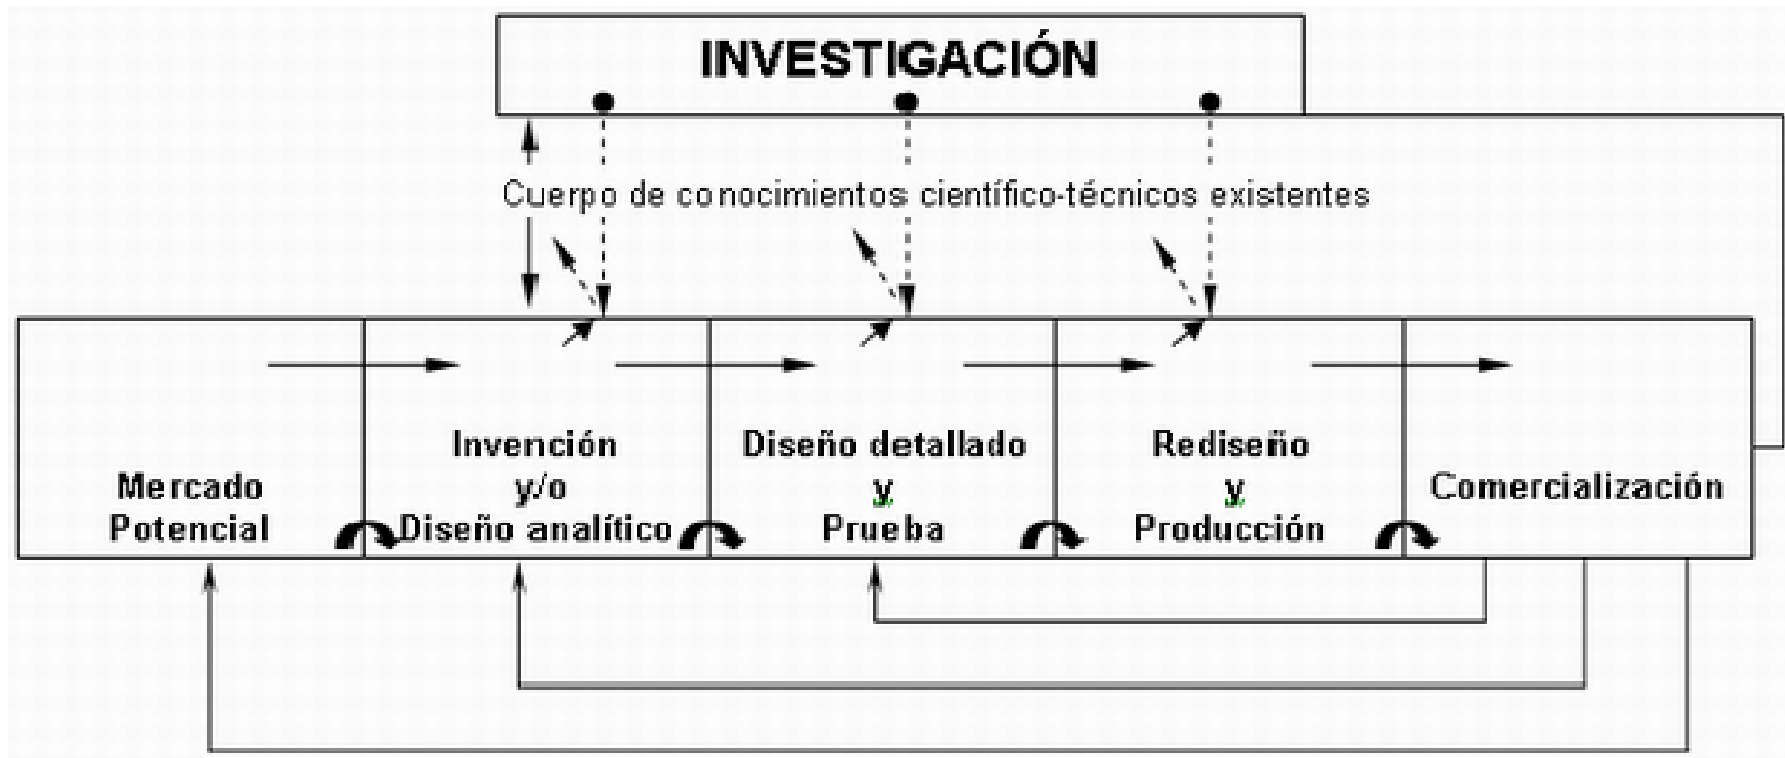 INVESTIGACIÓN
Cuerpo de conocimientos científico-técnicos existentes
Mercado
Potencial
Invención
y/o
Diseño analítico
Diseño detallado
y
Prueba
Rediseño
y
Producción
Comercialización